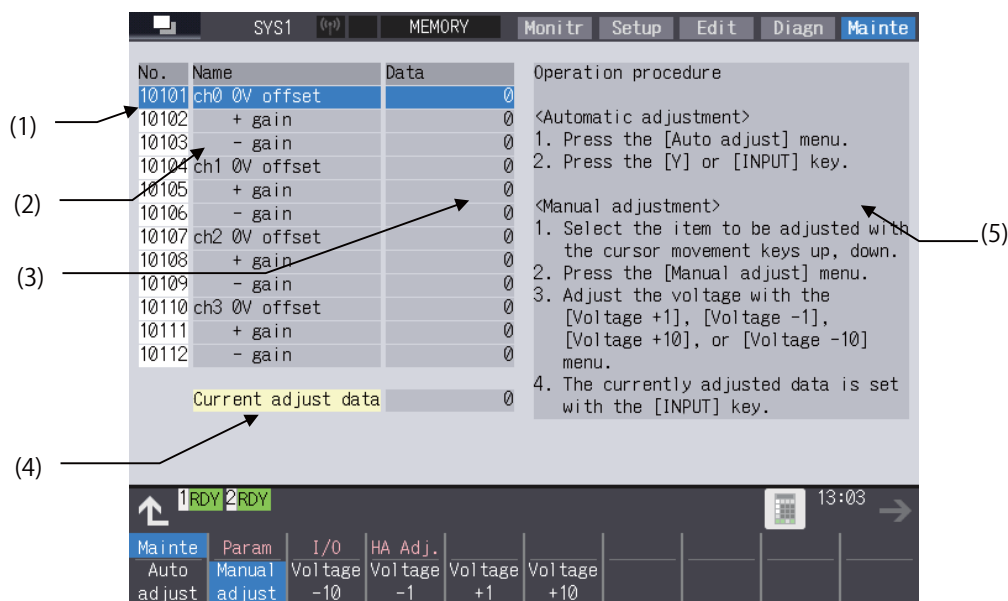 SYS1 MEMORY Monitr Setup Edit Diagn Mainte
No. Name Data
10101 ch0 0V offset 0
10102 + gain 0
10103 - gain 0
10104 ch1 0V offset 0
10105 + gain 0
10106 - gain 0
10107 ch2 0V offset 0
10108 + gain 0
10109 - gain 0
10110 ch3 0V offset 0
10111 + gain 0
10112 - gain 0
Current adjust data 0
Operation procedure
<Automatic adjustment>
1. Press the [Auto adjust] menu.
2. Press the [Y] or [INPUT] key.
<Manual adjustment>
1. Select the item to be adjusted with
the cursor movement keys up, down.
2. Press the [Manual adjust] menu.
3. Adjust the voltage with the
[Voltage +1], [Voltage -1],
[Voltage +10], or [Voltage -10]
menu.
4. The currently adjusted data is set
with the [INPUT] key.
(1)
(2)
(3)
(4)
(5)
1 RDY 2 RDY 13:03
Mainte Param I/O HA Adj.
Auto Manual Voltage Voltage Voltage Voltage
adjust adjust -10 -1 +1 +10